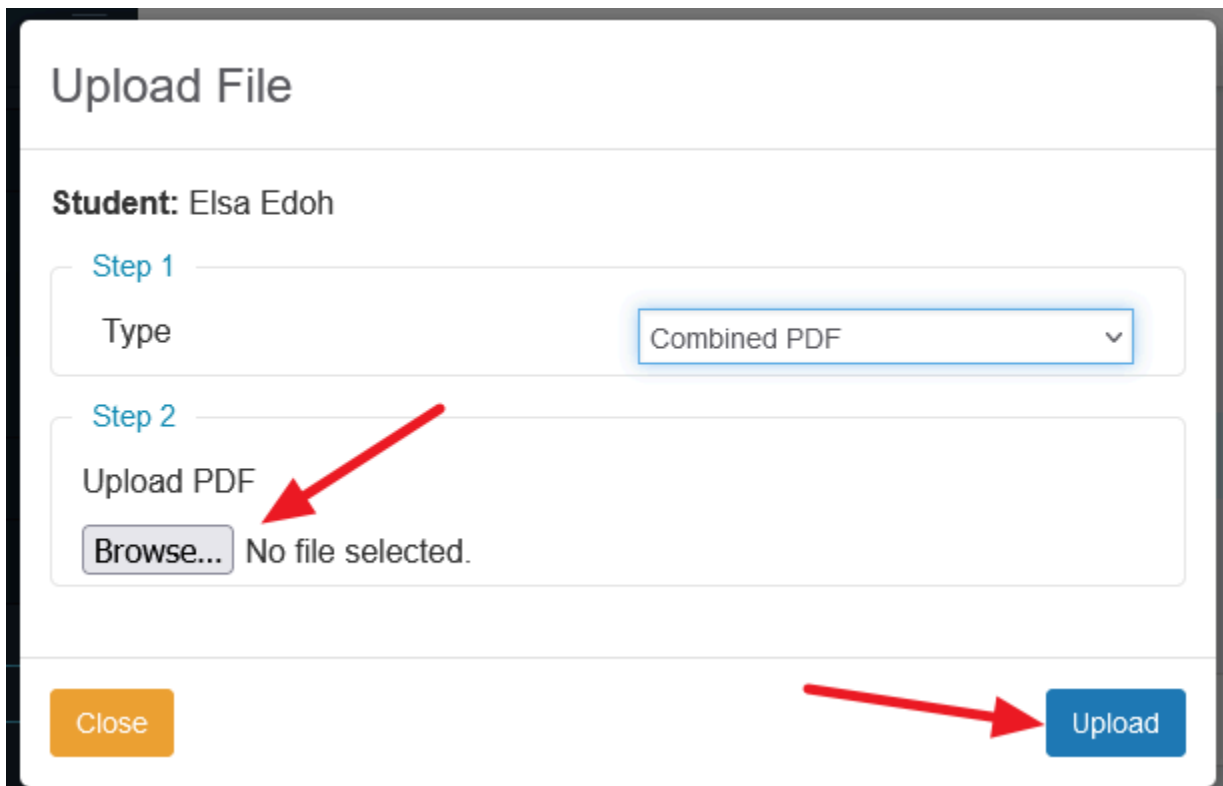 Upload File
Student: Elsa Edoh
Step 1
Type
Combined PDF
Step 2
Upload PDF
Browse... No file selected.
Close
Upload